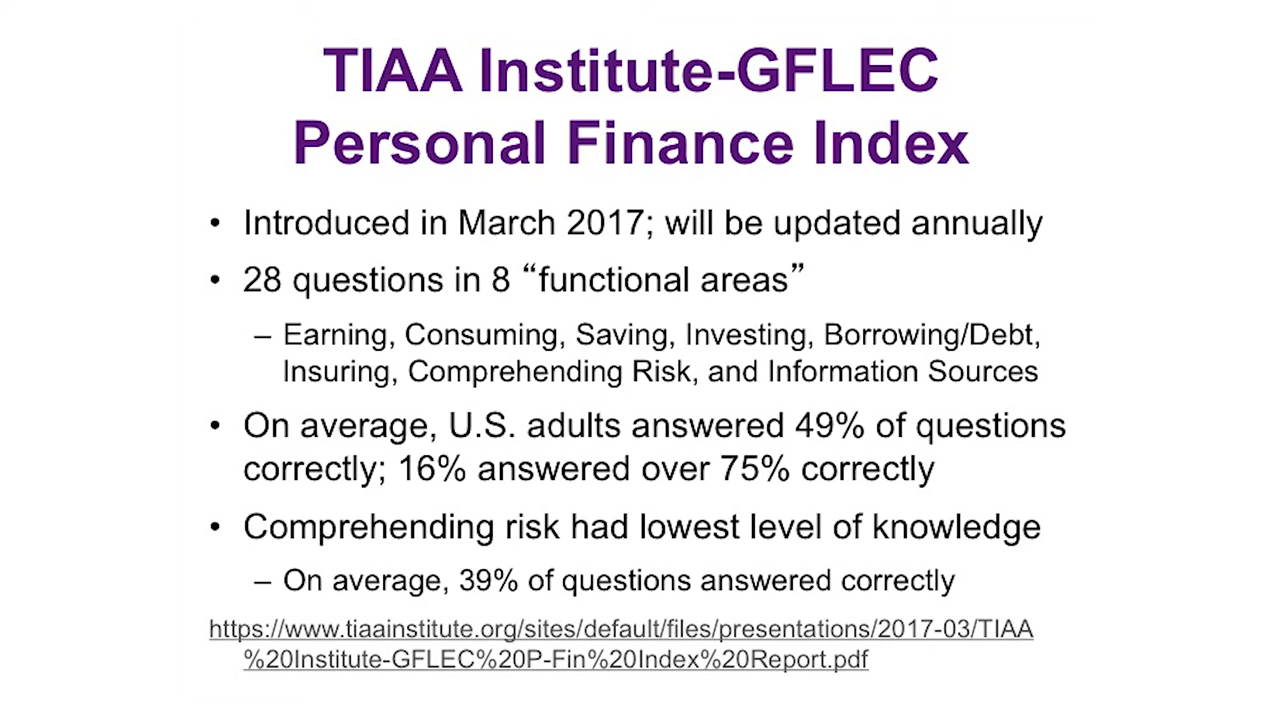 TIAA Institute-GFLEC
Personal Finance Index
• Introduced in March 2017; will be updated annually
• 28 questions in 8 “functional areas”
– Earning, Consuming, Saving, Investing, Borrowing/Debt,
Insuring, Comprehending Risk, and Information Sources
• On average, U.S. adults answered 49% of questions
correctly; 16% answered over 75% correctly
• Comprehending risk had lowest level of knowledge
– On average, 39% of questions answered correctly
https://www.tiaainstitute.org/sites/default/files/presentations/2017-03/TIAA
%20Institute-GFLEC%20P-Fin%20Index%20Report.pdf